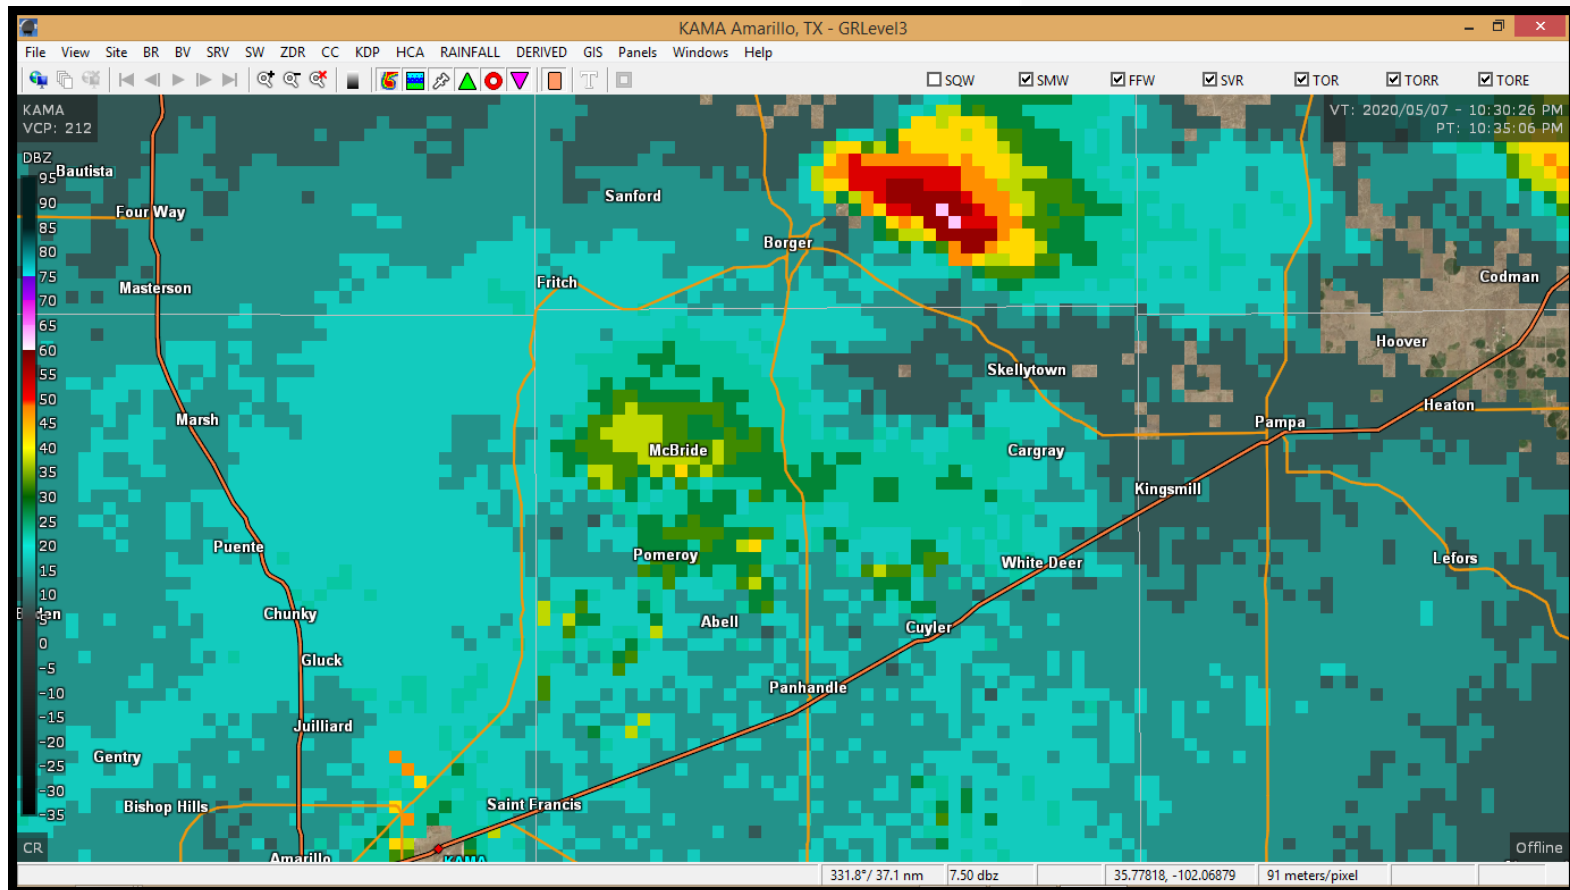 KAMA Amarillo, TX - GRLevel3
File View Site BR BV SRV SW ZDR CC KDP HCA RAINFALL DERIVED GIS Panels Windows Help
SQW SMW FFW SVR TOR TORR TORE
KAMA
VCP: 212
VT: 2020/05/07 - 10:30:26 PM
PT: 10:35:06 PM
DBZ
95
90
85
80
75
70
65
60
55
50
45
40
35
30
25
20
15
10
5
0
-5
-10
-15
-20
-25
-30
-35
CR
Bautista
Sanford
Four Way
Borger
Codman
Fritch
Masterson
Hoover
Skellytown
Heaton
Marsh
Pampa
McBride
Cargray
Kingsmill
Puente
Pomeroy
White Deer
Lefors
Chunky
Abell
Cuyler
Gluck
Panhandle
Juilliard
Gentry
Bishop Hills
Saint Francis
Amarillo
KAMA
Offline
331.8°/ 37.1 nm 7.50 dbz 35.77818, -102.06879 91 meters/pixel